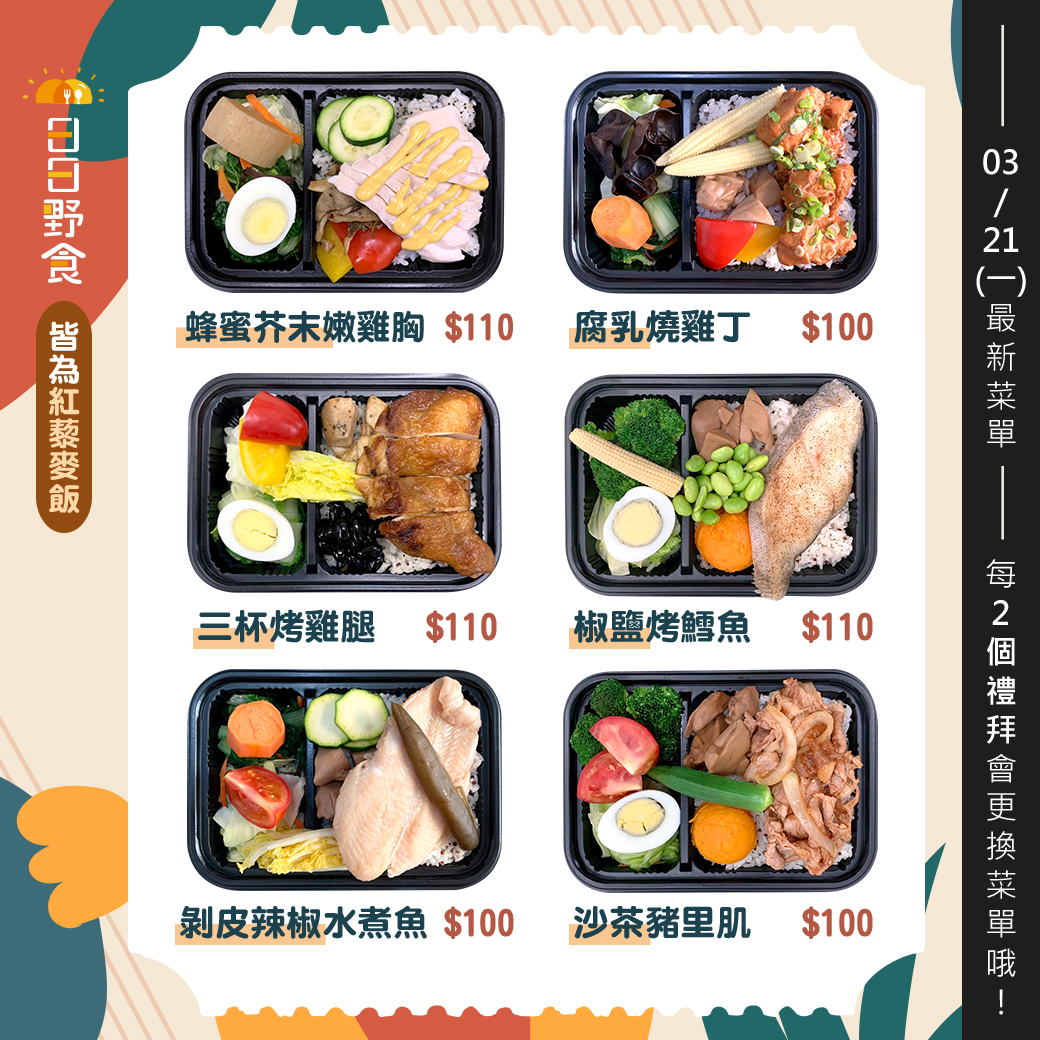 日日野食
皆為紅藜麥飯
蜂蜜芥末嫩雞胸 $110
腐乳燒雞丁 $100
三杯烤雞腿 $110
椒鹽烤鱈魚 $110
剝皮辣椒水煮魚 $100
沙茶豬里肌 $100
03/21(一)最新菜單
每2個禮拜會更換菜單哦!